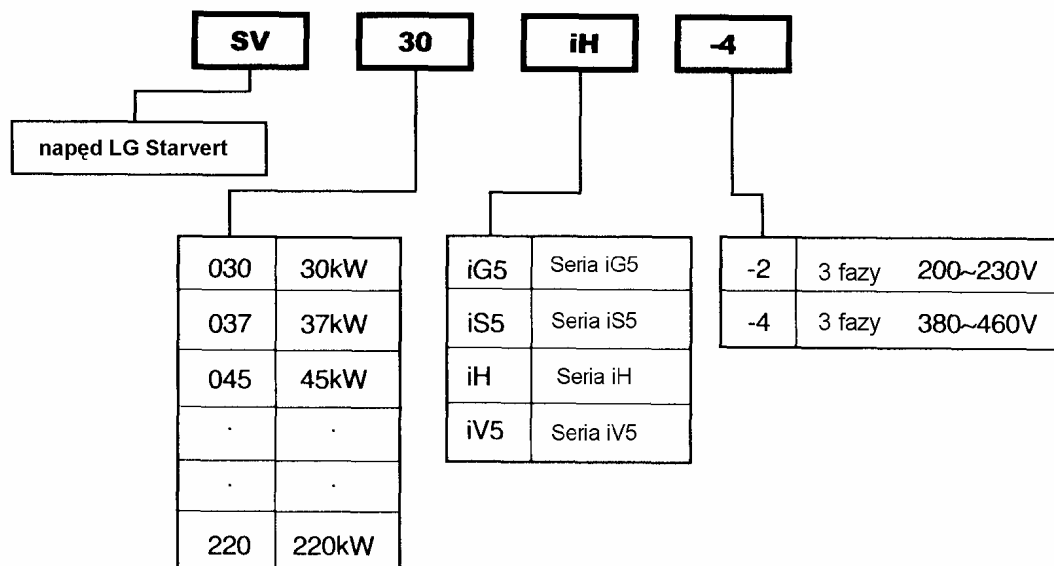 SV 30 iH -4
napęd LG Starvert
030 30kW
037 37kW
045 45kW
. .
. .
220 220kW
iG5 Seria iG5
iS5 Seria iS5
iH Seria iH
iV5 Seria iV5
-2 3 fazy 200~230V
-4 3 fazy 380~460V